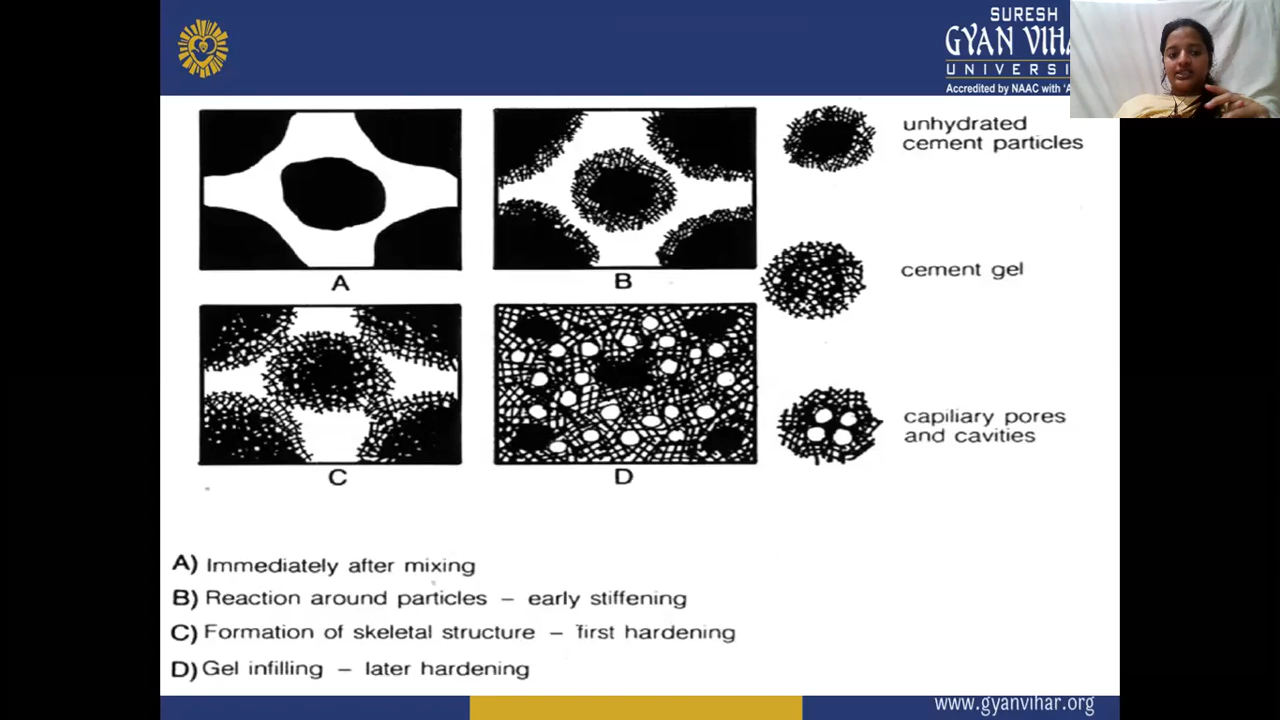 SURESH
GYAN VIHA
UNIVERSI
Accredited by NAAC with 'A
unhydrated
cement particles
A
B
cement gel
capiliary pores
and cavities
C
D
A) Immediately after mixing
B) Reaction around particles – early stiffening
C) Formation of skeletal structure – first hardening
D) Gel infilling – later hardening
www.gyanvihar.org